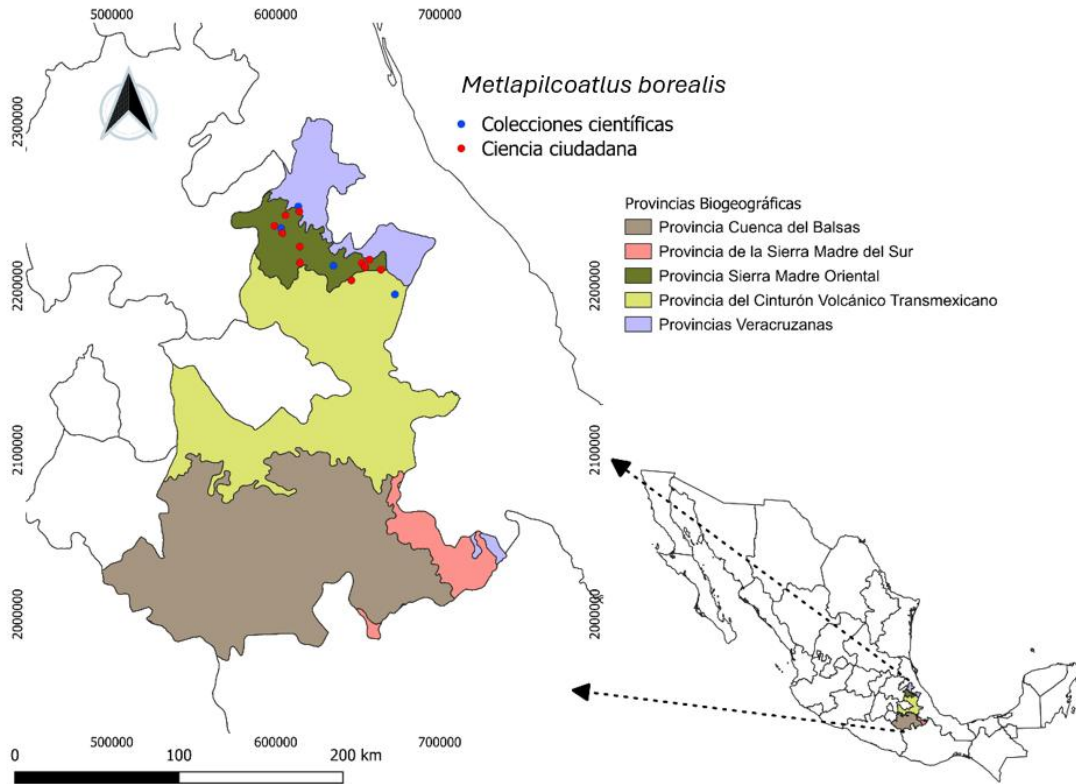 500000 600000 700000
Metlapilcoatlus borealis
Colecciones científicas
Ciencia ciudadana
2300000
Provincias Biogeográficas
Provincia Cuenca del Balsas
Provincia de la Sierra Madre del Sur
Provincia Sierra Madre Oriental
Provincia del Cinturón Volcánico Transmexicano
Provincias Veracruzanas
2200000 2200000
2100000 2100000
2000000 2000000
500000 600000 700000
0 100 200 km